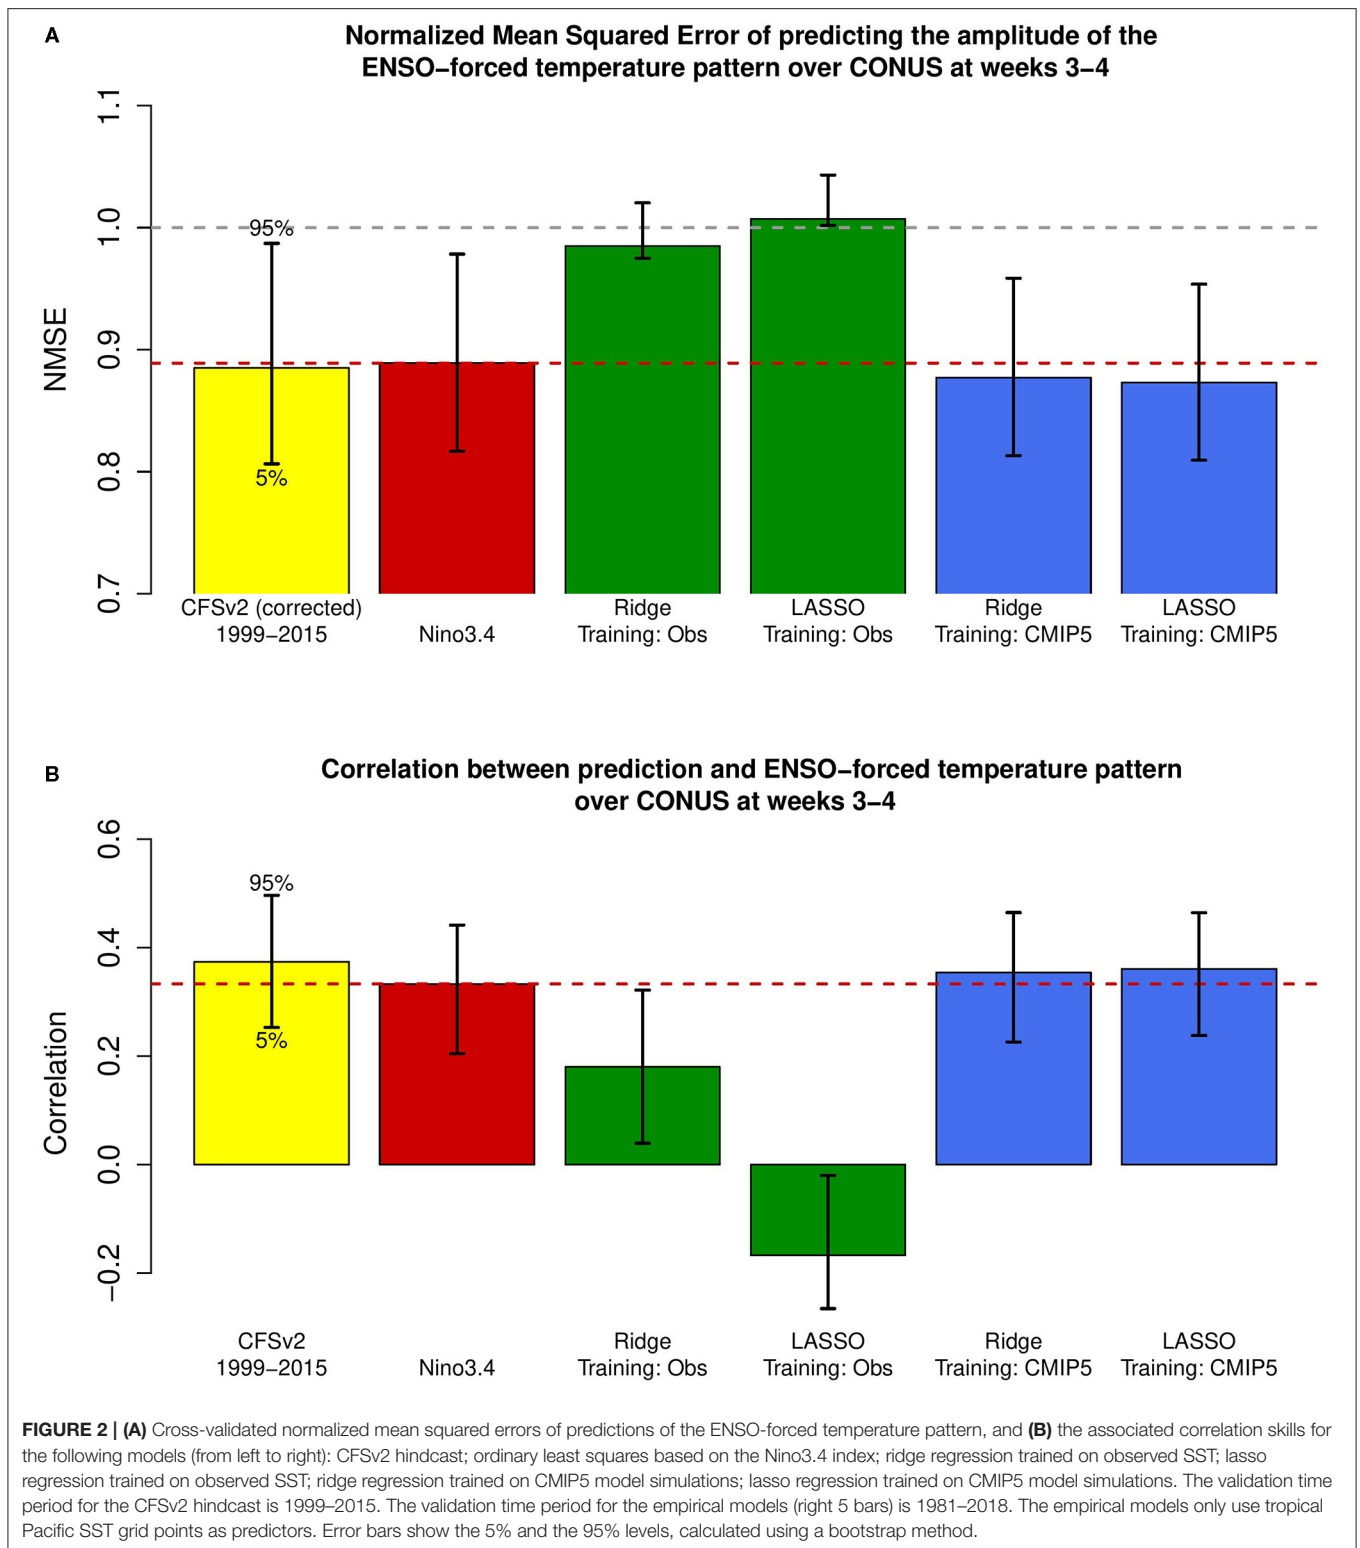 A
Normalized Mean Squared Error of predicting the amplitude of the
ENSO−forced temperature pattern over CONUS at weeks 3−4
NMSE
1.1
1.0
0.9
0.8
0.7
95%
5%
CFSv2 (corrected)
1999−2015
Nino3.4
Ridge
Training: Obs
LASSO
Training: Obs
Ridge
Training: CMIP5
LASSO
Training: CMIP5
B
Correlation between prediction and ENSO−forced temperature pattern
over CONUS at weeks 3−4
Correlation
0.6
0.4
0.2
0.0
−0.2
95%
5%
CFSv2
1999−2015
Nino3.4
Ridge
Training: Obs
LASSO
Training: Obs
Ridge
Training: CMIP5
LASSO
Training: CMIP5
FIGURE 2 | (A) Cross-validated normalized mean squared errors of predictions of the ENSO-forced temperature pattern, and (B) the associated correlation skills for
the following models (from left to right): CFSv2 hindcast; ordinary least squares based on the Nino3.4 index; ridge regression trained on observed SST; lasso
regression trained on observed SST; ridge regression trained on CMIP5 model simulations; lasso regression trained on CMIP5 model simulations. The validation time
period for the CFSv2 hindcast is 1999–2015. The validation time period for the empirical models (right 5 bars) is 1981–2018. The empirical models only use tropical
Pacific SST grid points as predictors. Error bars show the 5% and the 95% levels, calculated using a bootstrap method.